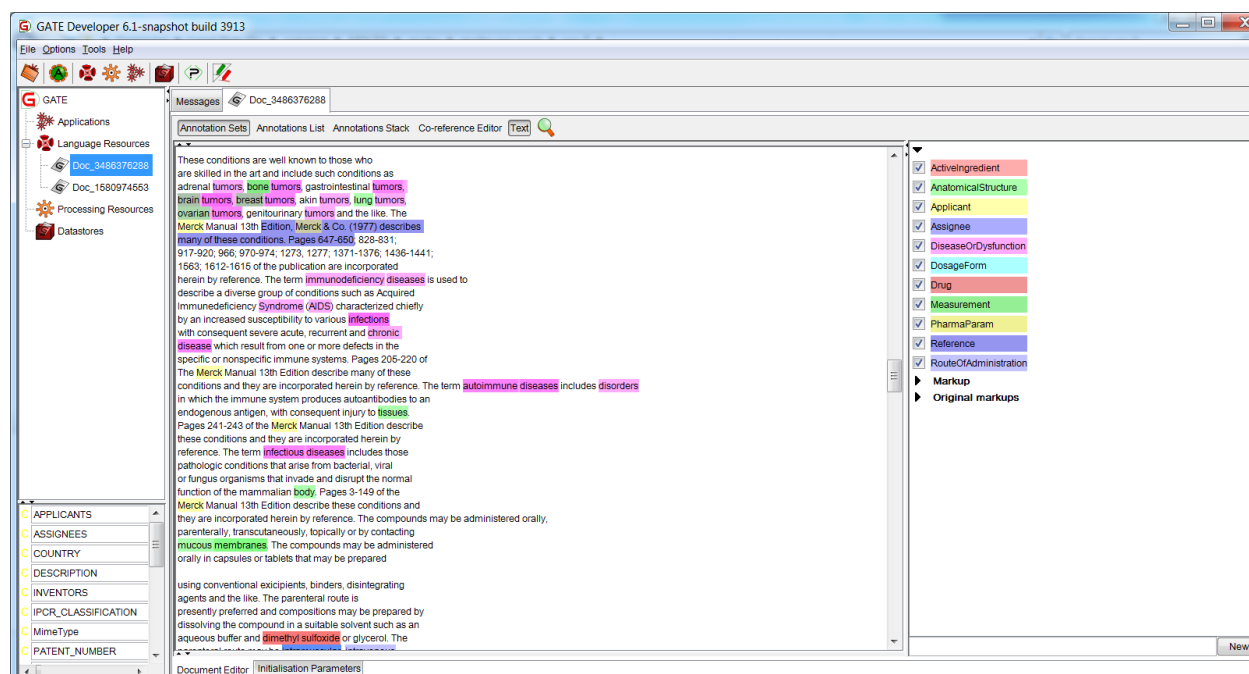 GATE Developer 6.1-snapshot build 3913
File Options Tools Help
GATE
Applications
Language Resources
Doc_3486376288
Doc_1580974553
Processing Resources
Datastores
APPLICANTS
ASSIGNEES
COUNTRY
DESCRIPTION
INVENTORS
IPCR_CLASSIFICATION
MimeType
PATENT_NUMBER
Messages Doc_3486376288
Annotation Sets Annotations List Annotations Stack Co-reference Editor Text
These conditions are well known to those who
are skilled in the art and include such conditions as
adrenal tumors, bone tumors, gastrointestinal tumors,
brain tumors, breast tumors, akin tumors, lung tumors,
ovarian tumors, genitourinary tumors and the like. The
Merck Manual 13th Edition, Merck & Co. (1977) describes
many of these conditions. Pages 647-650; 828-831;
917-920; 966; 970-974; 1273, 1277; 1371-1376; 1436-1441;
1563; 1612-1615 of the publication are incorporated
herein by reference. The term immunodeficiency diseases is used to
describe a diverse group of conditions such as Acquired
Immunedeficiency Syndrome (AIDS) characterized chiefly
by an increased susceptibility to various infections
with consequent severe acute, recurrent and chronic
disease which result from one or more defects in the
specific or nonspecific immune systems. Pages 205-220 of
The Merck Manual 13th Edition describe many of these
conditions and they are incorporated herein by reference. The term autoimmune diseases includes disorders
in which the immune system produces autoantibodies to an
endogenous antigen, with consequent injury to tissues.
Pages 241-243 of the Merck Manual 13th Edition describe
these conditions and they are incorporated herein by
reference. The term infectious diseases includes those
pathologic conditions that arise from bacterial, viral
or fungus organisms that invade and disrupt the normal
function of the mammalian body. Pages 3-149 of the
Merck Manual 13th Edition describe these conditions and
they are incorporated herein by reference. The compounds may be administered orally,
parenterally, transcutaneously, topically or by contacting
mucous membranes. The compounds may be administered
orally in capsules or tablets that may be prepared
using conventional exicipients, binders, disintegrating
agents and the like. The parenteral route is
presently preferred and compositions may be prepared by
dissolving the compound in a suitable solvent such as an
aqueous buffer and dimethyl sulfoxide or glycerol. The
Document Editor Initialisation Parameters
ActiveIngredient
AnatomicalStructure
Applicant
Assignee
DiseaseOrDysfunction
DosageForm
Drug
Measurement
PharmaParam
Reference
RouteOfAdministration
Markup
Original markups
New